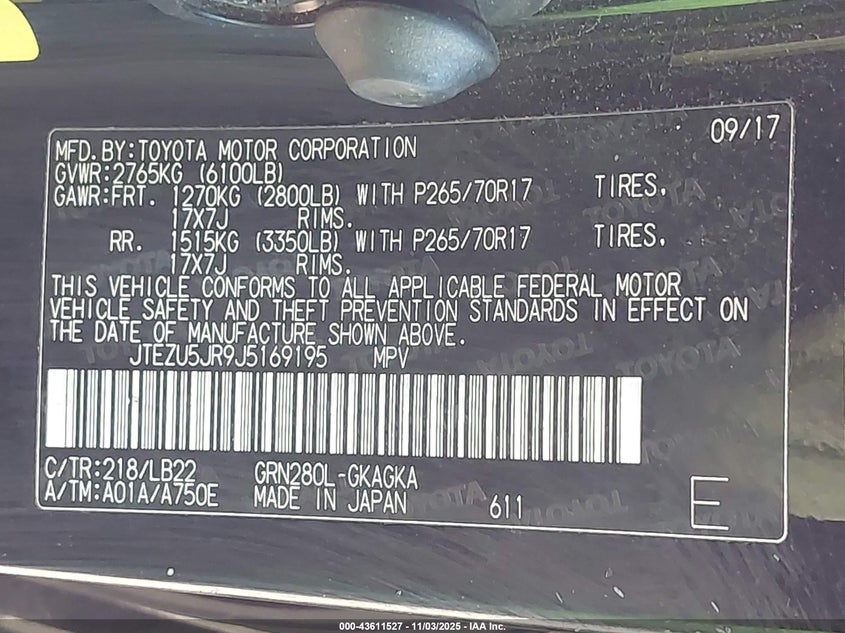 09/17
MFD.BY:TOYOTA MOTOR CORPORATION
GVWR:2765KG (6100LB)
GAWR:FRT. 1270KG (2800LB) WITH P265/70R17 TIRES,
17X7J RIMS.
RR. 1515KG (3350LB) WITH P265/70R17 TIRES,
17X7J RIMS.
THIS VEHICLE CONFORMS TO ALL APPLICABLE FEDERAL MOTOR
VEHICLE SAFETY AND THEFT PREVENTION STANDARDS IN EFFECT ON
THE DATE OF MANUFACTURE SHOWN ABOVE.
JTEZU5JR9J5169195 MPV
C/TR:218/LB22 GRN280L-GKAGKA
A/TM:A01A/A750E MADE IN JAPAN 611 E
000-43611527 - 11/03/2025 - IAA Inc.